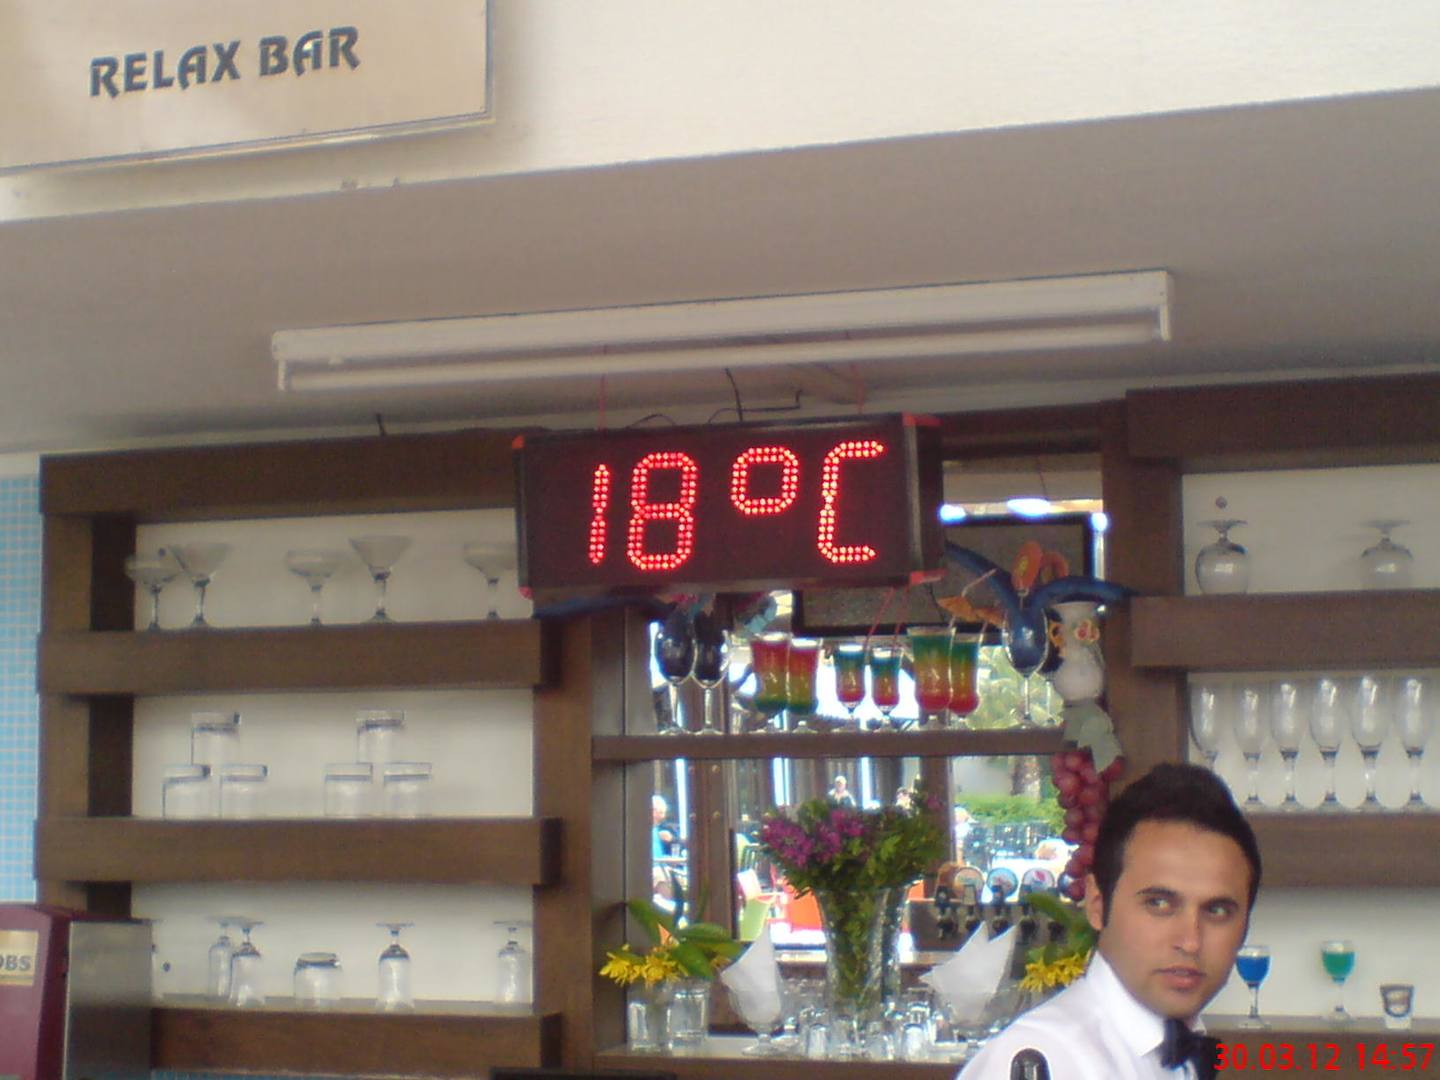 RELAX BAR
18°C
OBS
30.03.12 14:57